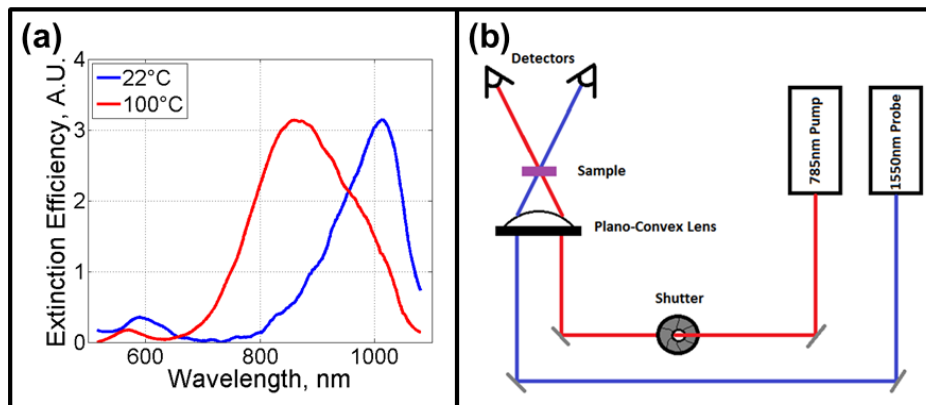 (a)
Extinction Efficiency, A.U.
4
3
2
1
0
22°C
100°C
600
800
1000
Wavelength, nm
(b)
Detectors
Sample
Plano-Convex Lens
Shutter
785nm Pump
1550nm Probe